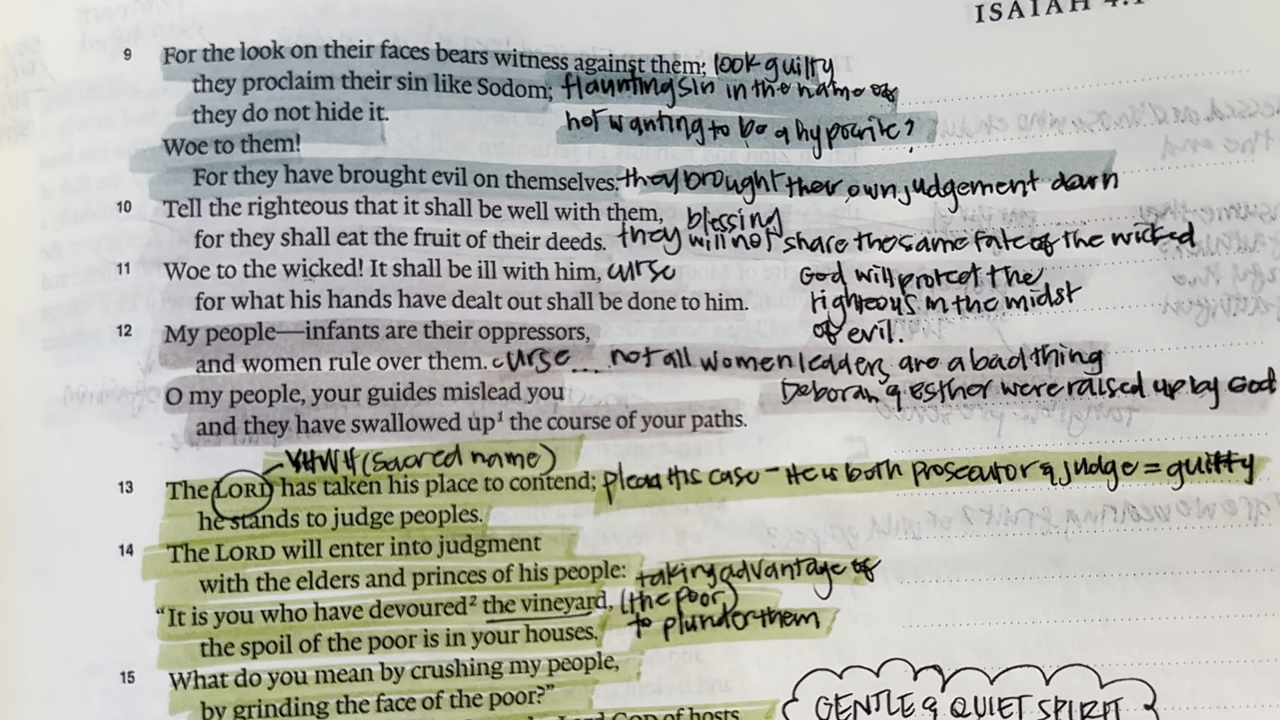 ISAIAH 4:1
9 For the look on their faces bears witness against them; look guilty
they proclaim their sin like Sodom; flaunting sin in the name of
they do not hide it. not wanting to be a hypocrite?
Woe to them!
For they have brought evil on themselves. they brought their own judgement down
10 Tell the righteous that it shall be well with them, blessing
for they shall eat the fruit of their deeds. they will not share the same fate of the wicked
11 Woe to the wicked! It shall be ill with him, curse God will protect the
for what his hands have dealt out shall be done to him. righteous in the midst
12 My people—infants are their oppressors, of evil.
and women rule over them. curse... not all women leaders are a bad thing
O my people, your guides mislead you Deborah & esther were raised up by God
and they have swallowed up¹ the course of your paths.
YHWH (sacred name)
13 The LORD has taken his place to contend; plead His case - He is both prosecutor & judge = guilty
he stands to judge peoples.
14 The LORD will enter into judgment
with the elders and princes of his people: taking advantage of
"It is you who have devoured² the vineyard, (the poor)
the spoil of the poor is in your houses. to plunder them
15 What do you mean by crushing my people,
by grinding the face of the poor?"
GENTLE & QUIET SPIRIT
GOD of hosts